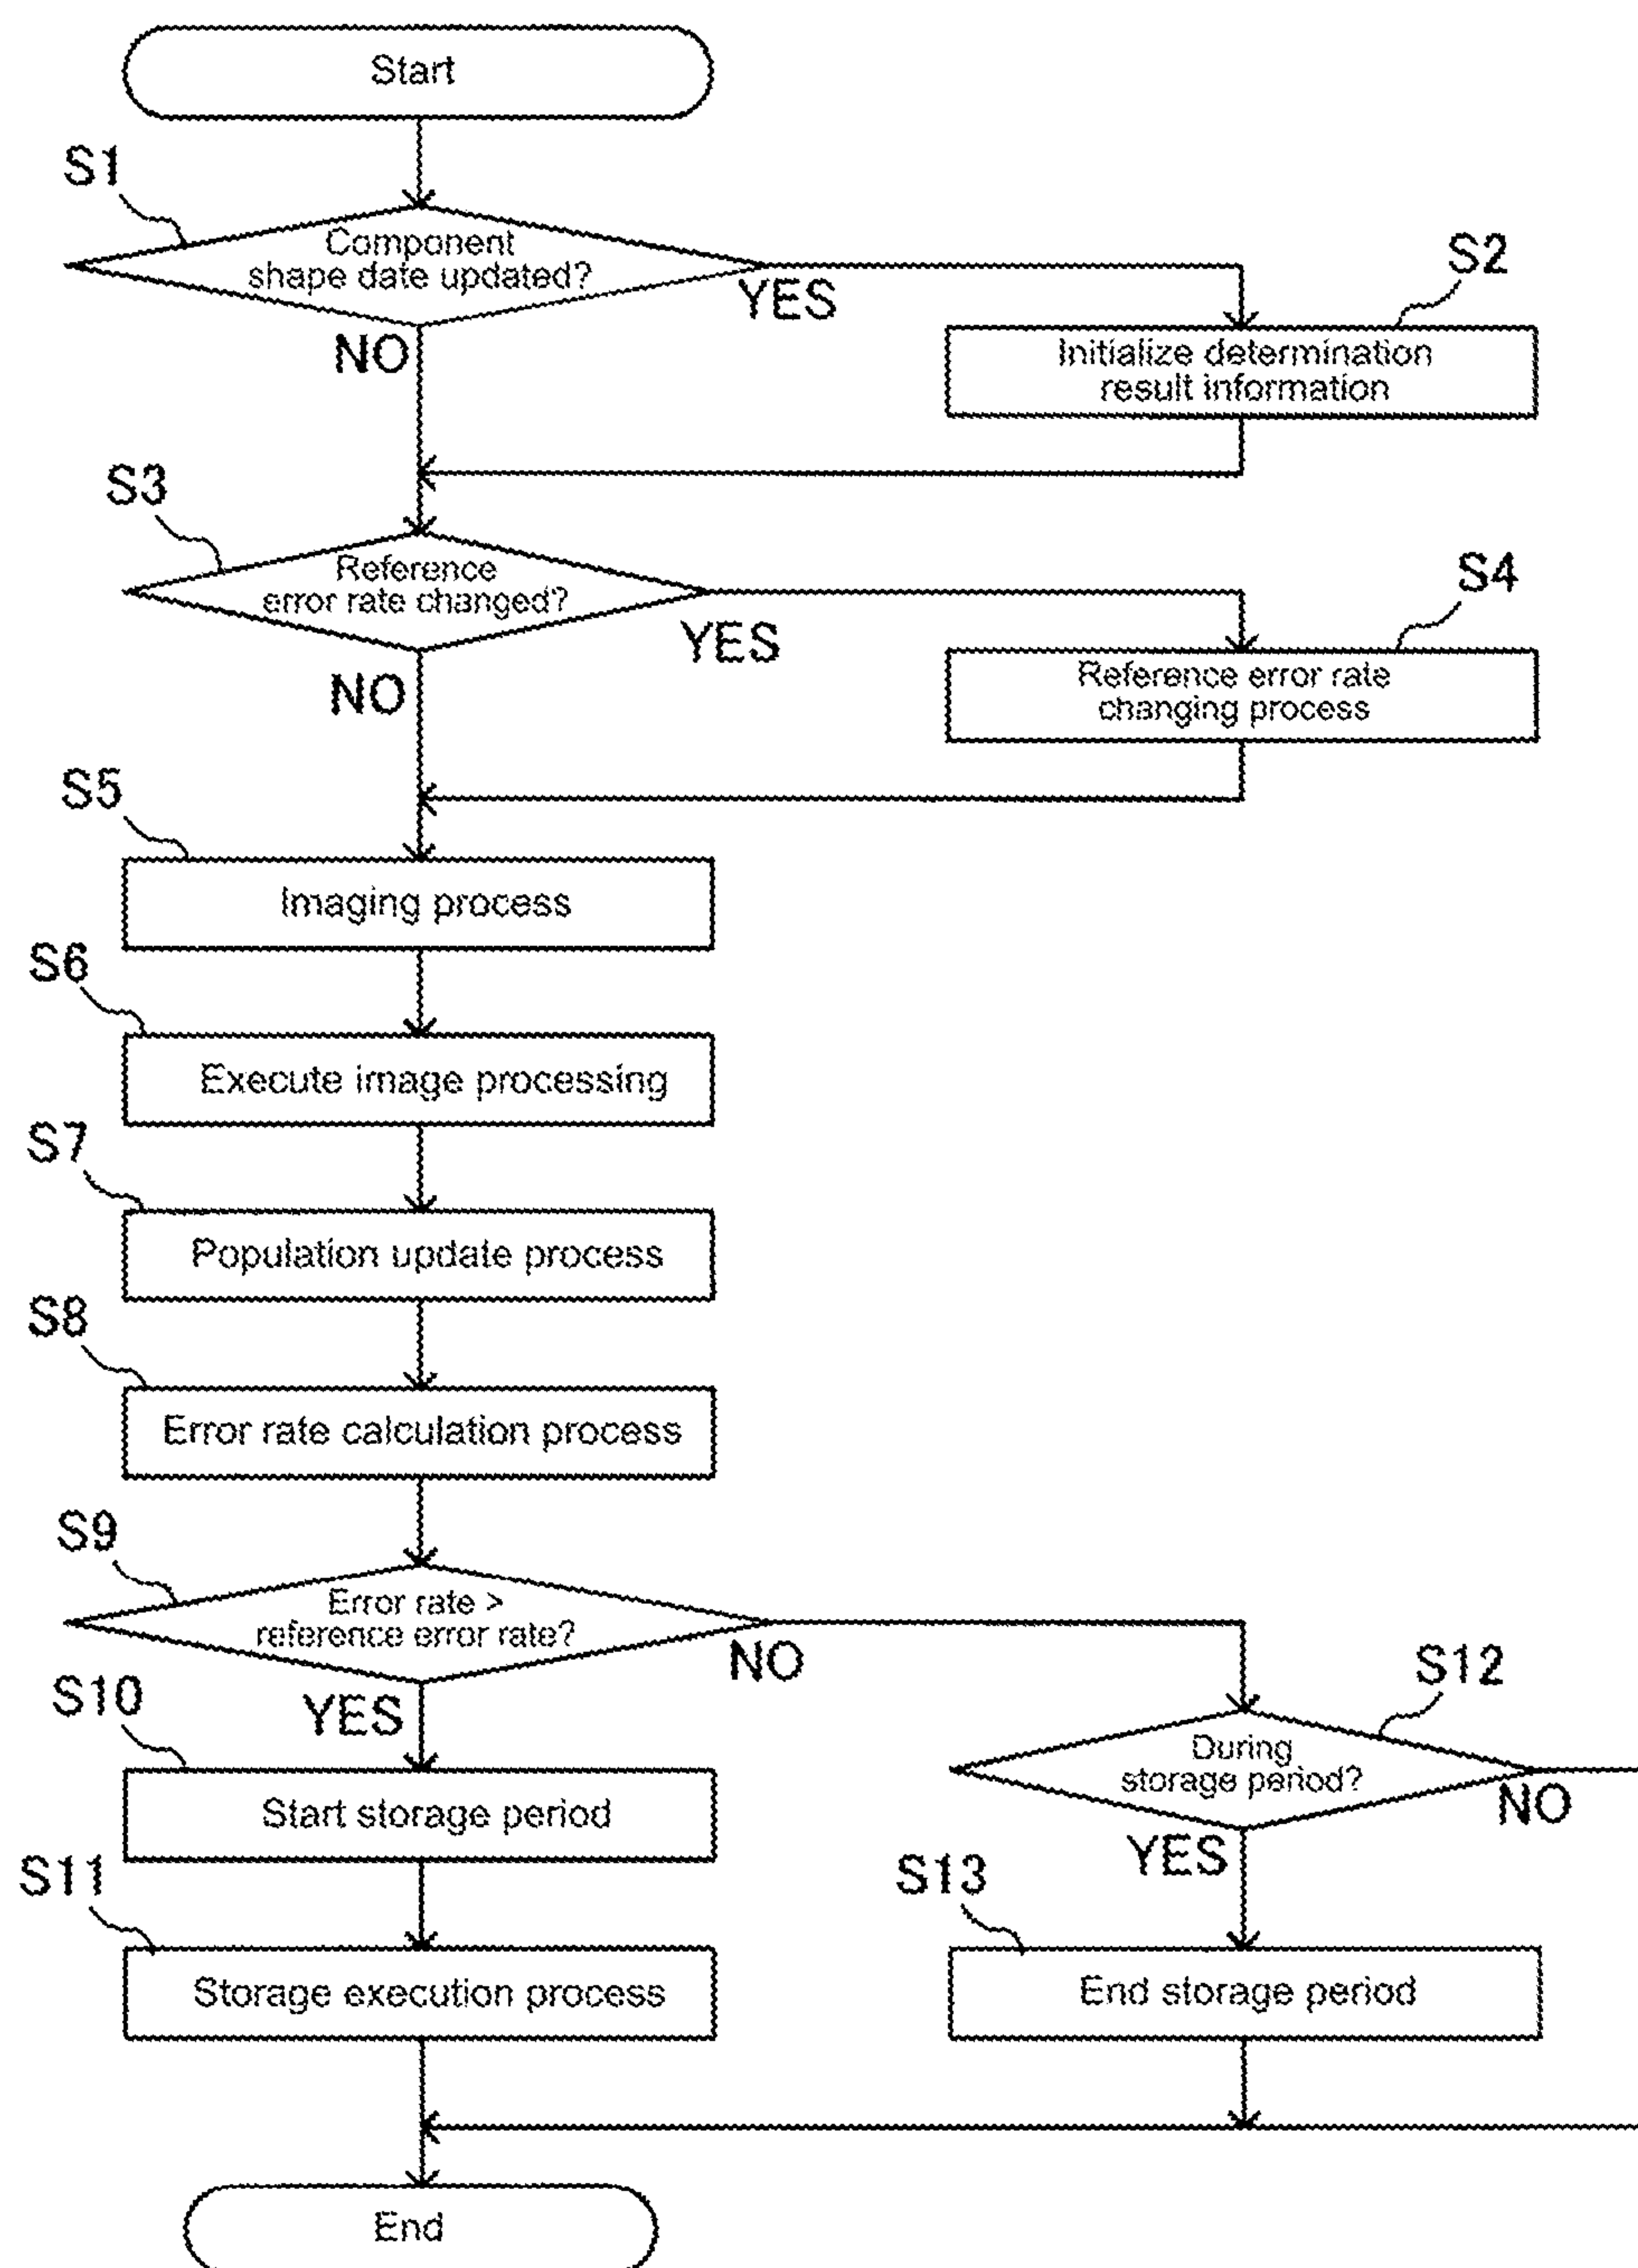 Start
S1
Component
shape date updated?
YES
NO
S2
Initialize determination
result information
S3
Reference
error rate changed?
YES
NO
S4
Reference error rate
changing process
S5
Imaging process
S6
Execute image processing
S7
Population update process
S8
Error rate calculation process
S9
Error rate >
reference error rate?
NO
YES
S10
Start storage period
S11
Storage execution process
S12
During
storage period?
NO
YES
S13
End storage period
End